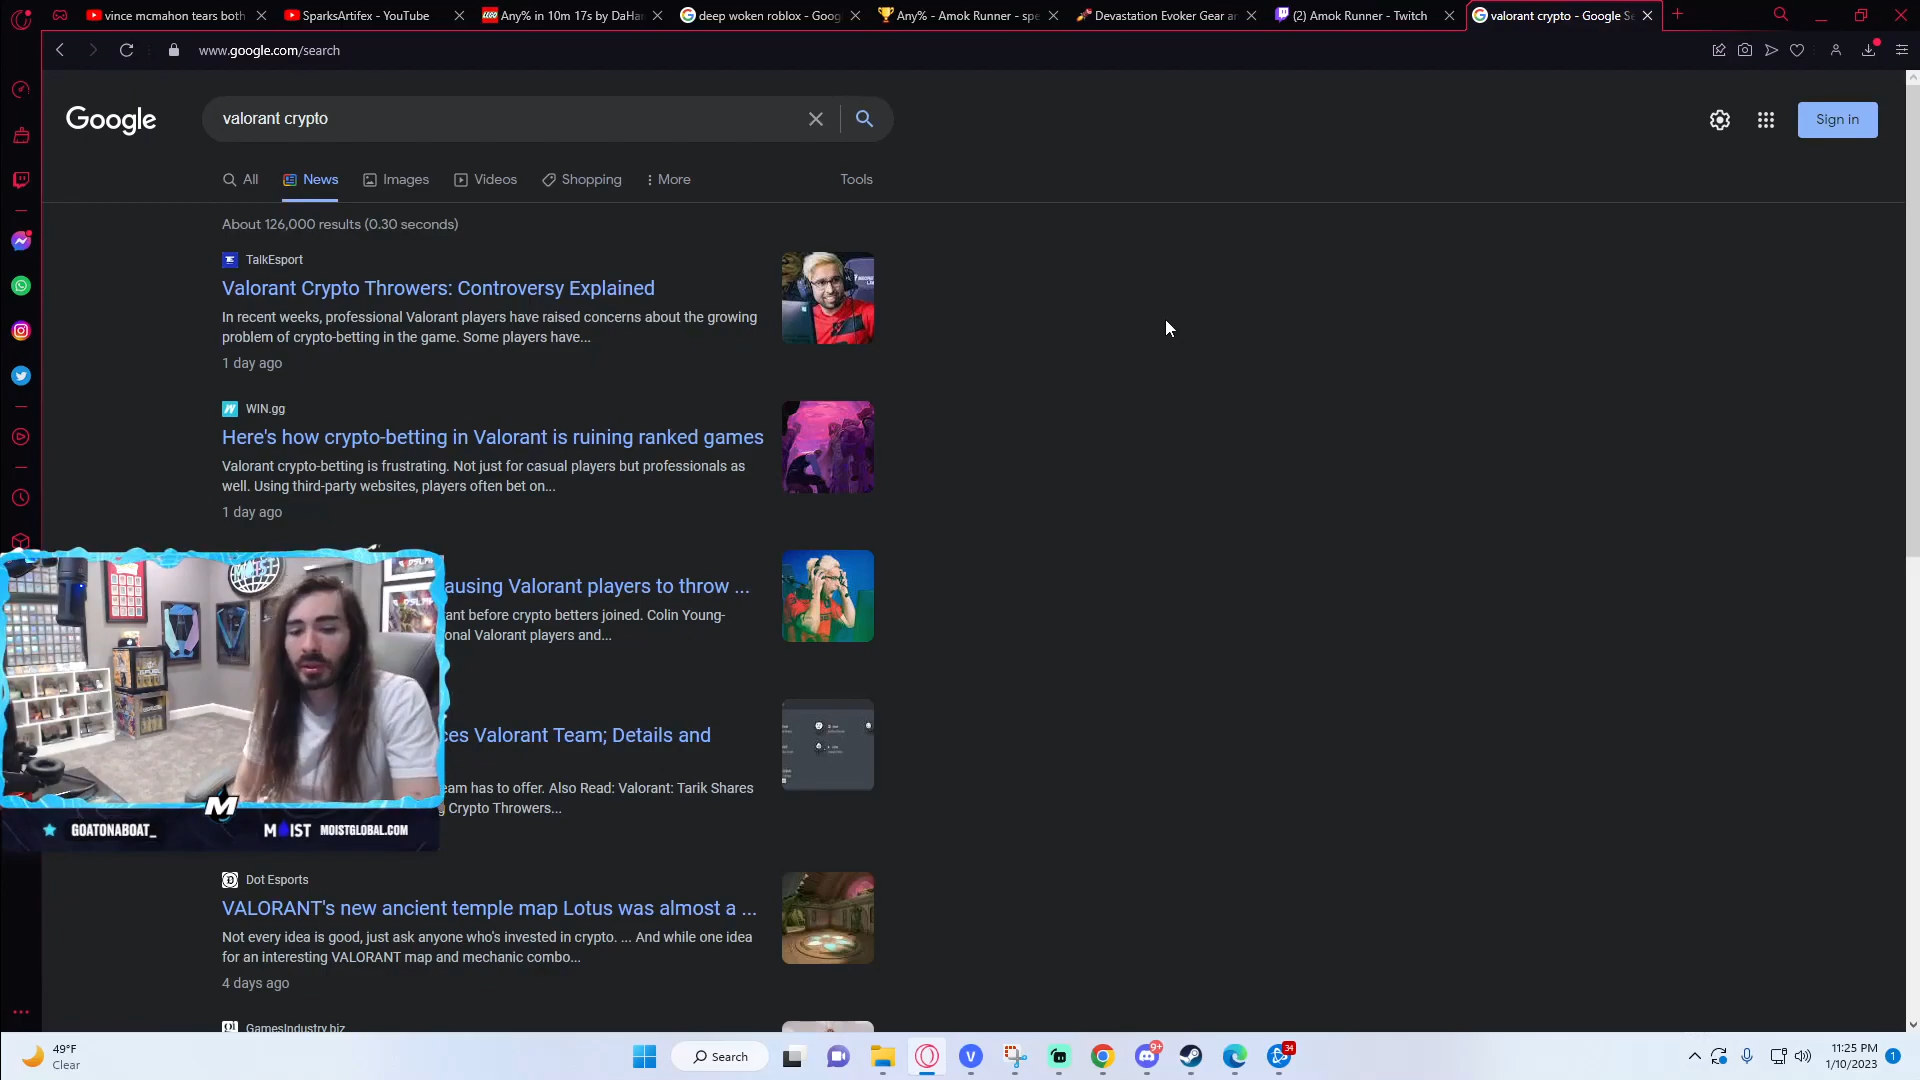 vince mcmahon tears both
SparksArtifex - YouTube
Any% in 10m 17s by DaHar
deep woken roblox - Goog
Any% - Amok Runner - spe
Devastation Evoker Gear an
(2) Amok Runner - Twitch
valorant crypto - Google Se
www.google.com/search
Google
valorant crypto
Sign in
All
News
Images
Videos
Shopping
More
Tools
About 126,000 results (0.30 seconds)
TalkEsport
Valorant Crypto Throwers: Controversy Explained
In recent weeks, professional Valorant players have raised concerns about the growing
problem of crypto-betting in the game. Some players have...
1 day ago
WIN.gg
Here's how crypto-betting in Valorant is ruining ranked games
Valorant crypto-betting is frustrating. Not just for casual players but professionals as
well. Using third-party websites, players often bet on...
1 day ago
ausing Valorant players to throw ...
ant before crypto betters joined. Colin Young-
onal Valorant players and...
ces Valorant Team; Details and
eam has to offer. Also Read: Valorant: Tarik Shares
g Crypto Throwers...
M
GOATONABOAT_
MOIST
MOISTGLOBAL.COM
Dot Esports
VALORANT's new ancient temple map Lotus was almost a ...
Not every idea is good, just ask anyone who's invested in crypto. ... And while one idea
for an interesting VALORANT map and mechanic combo...
4 days ago
GamesIndustry.biz
49°F
Clear
Search
9+
34
11:25 PM
1/10/2023
1